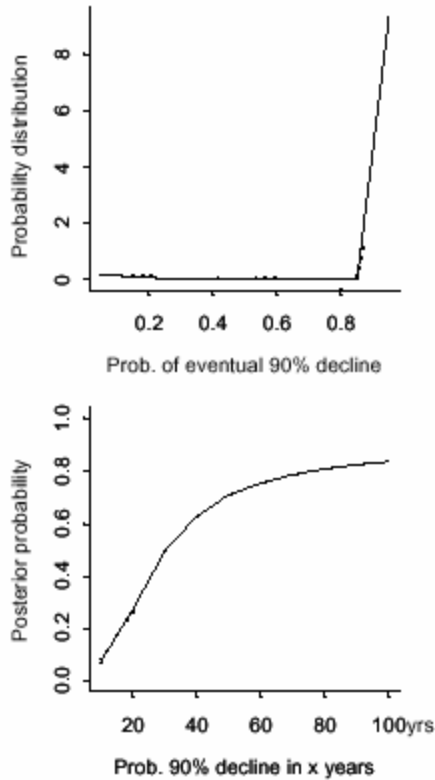 Probability distribution
8
6
4
2
0
0.2 0.4 0.6 0.8
Prob. of eventual 90% decline
Posterior probability
1.0
0.8
0.6
0.4
0.2
0.0
20 40 60 80 100yrs
Prob. 90% decline in x years